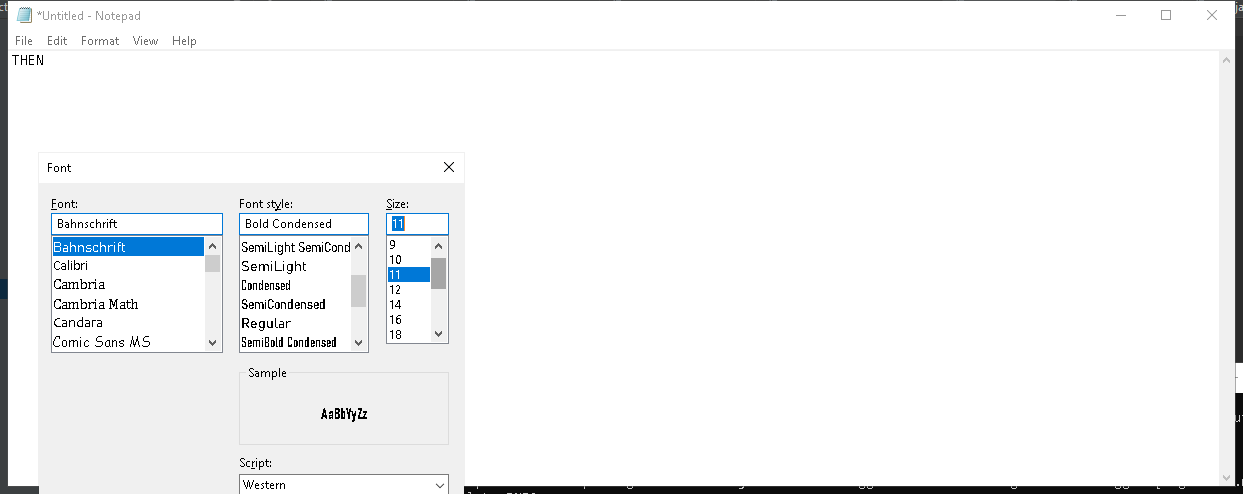 *Untitled - Notepad
File Edit Format View Help
THEN
Font
Font: Font style: Size:
Bahnschrift Bold Condensed 11
Bahnschrift SemiLight SemiCond 9
Calibri SemiLight 10
Cambria Condensed 11
Cambria Math SemiCondensed 12
Candara Regular 14
Comic Sans MS SemiBold Condensed 16
18
Sample
AaBbYyZz
Script:
Western